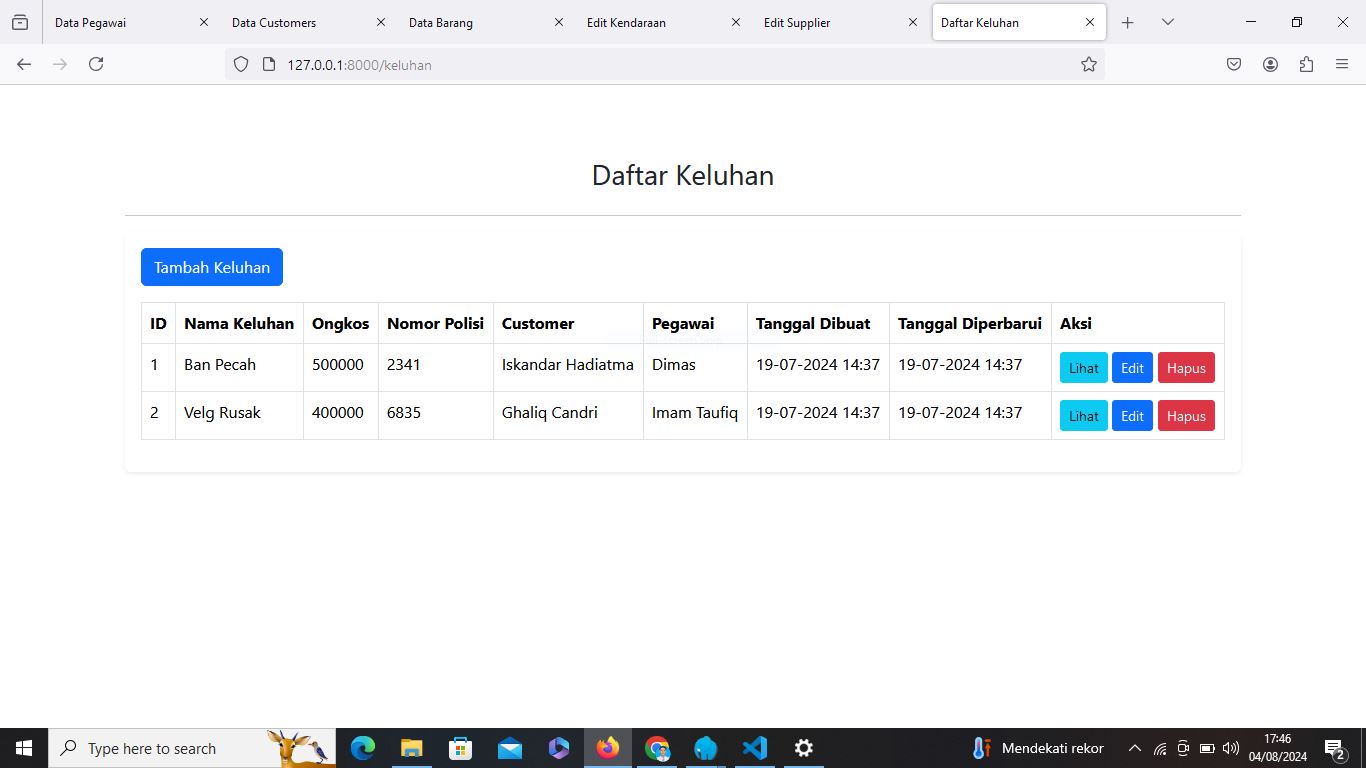 Data Pegawai Data Customers Data Barang Edit Kendaraan Edit Supplier Daftar Keluhan
127.0.0.1:8000/keluhan
Daftar Keluhan
Tambah Keluhan
ID Nama Keluhan Ongkos Nomor Polisi Customer Pegawai Tanggal Dibuat Tanggal Diperbarui Aksi
1 Ban Pecah 500000 2341 Iskandar Hadiatma Dimas 19-07-2024 14:37 19-07-2024 14:37 Lihat Edit Hapus
2 Velg Rusak 400000 6835 Ghaliq Candri Imam Taufiq 19-07-2024 14:37 19-07-2024 14:37 Lihat Edit Hapus
Type here to search Mendekati rekor 17:46
04/08/2024 2